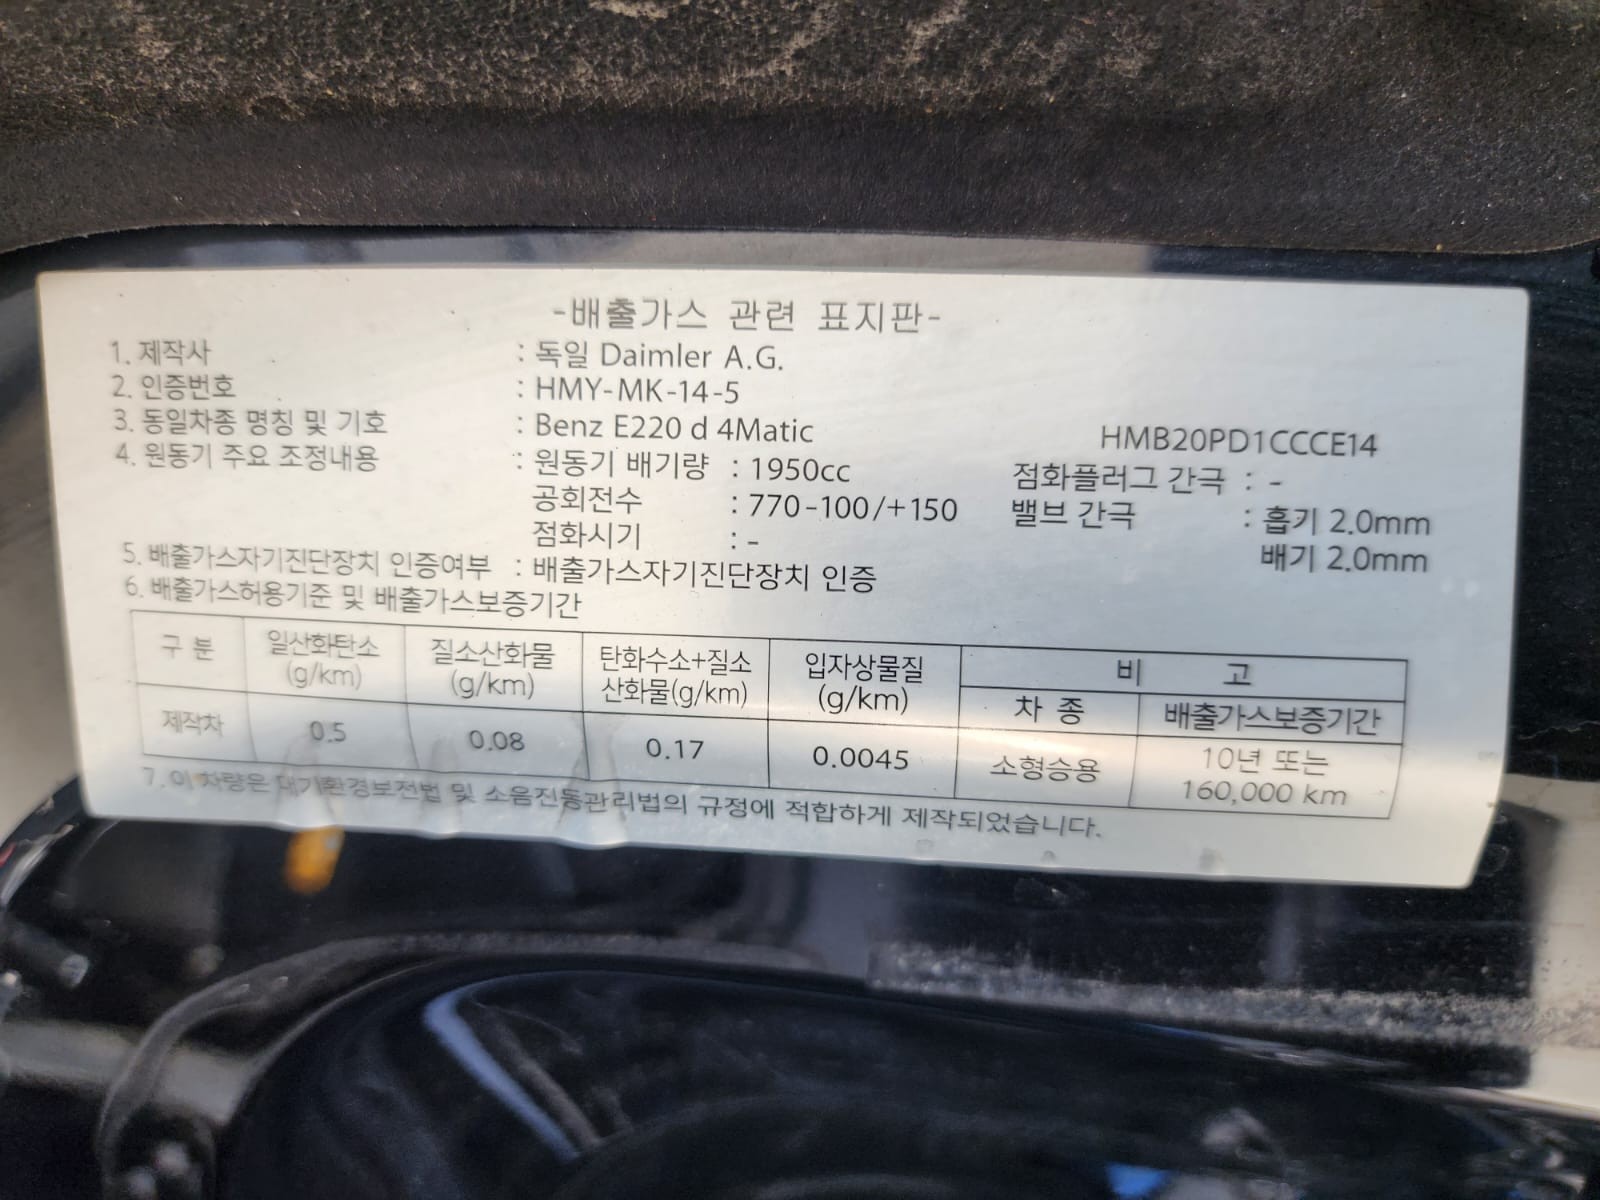 -배출가스 관련 표지판-
1. 제작사 : 독일 Daimler A.G.
2. 인증번호 : HMY-MK-14-5
3. 동일차종 명칭 및 기호 : Benz E220 d 4Matic HMB20PD1CCCE14
4. 원동기 주요 조정내용 : 원동기 배기량 : 1950cc 점화플러그 간극 : -
공회전수 : 770-100/+150 밸브 간극 : 흡기 2.0mm
점화시기 : - 배기 2.0mm
5. 배출가스자기진단장치 인증여부 : 배출가스자기진단장치 인증
6. 배출가스허용기준 및 배출가스보증기간
구 분 일산화탄소 (g/km) 질소산화물 (g/km) 탄화수소+질소 산화물(g/km) 입자상물질 (g/km) 비 고
차 종 배출가스보증기간
제작차 0.5 0.08 0.17 0.0045 소형승용 10년 또는 160,000 km
7. 이 차량은 대기환경보전법 및 소음진동관리법의 규정에 적합하게 제작되었습니다.